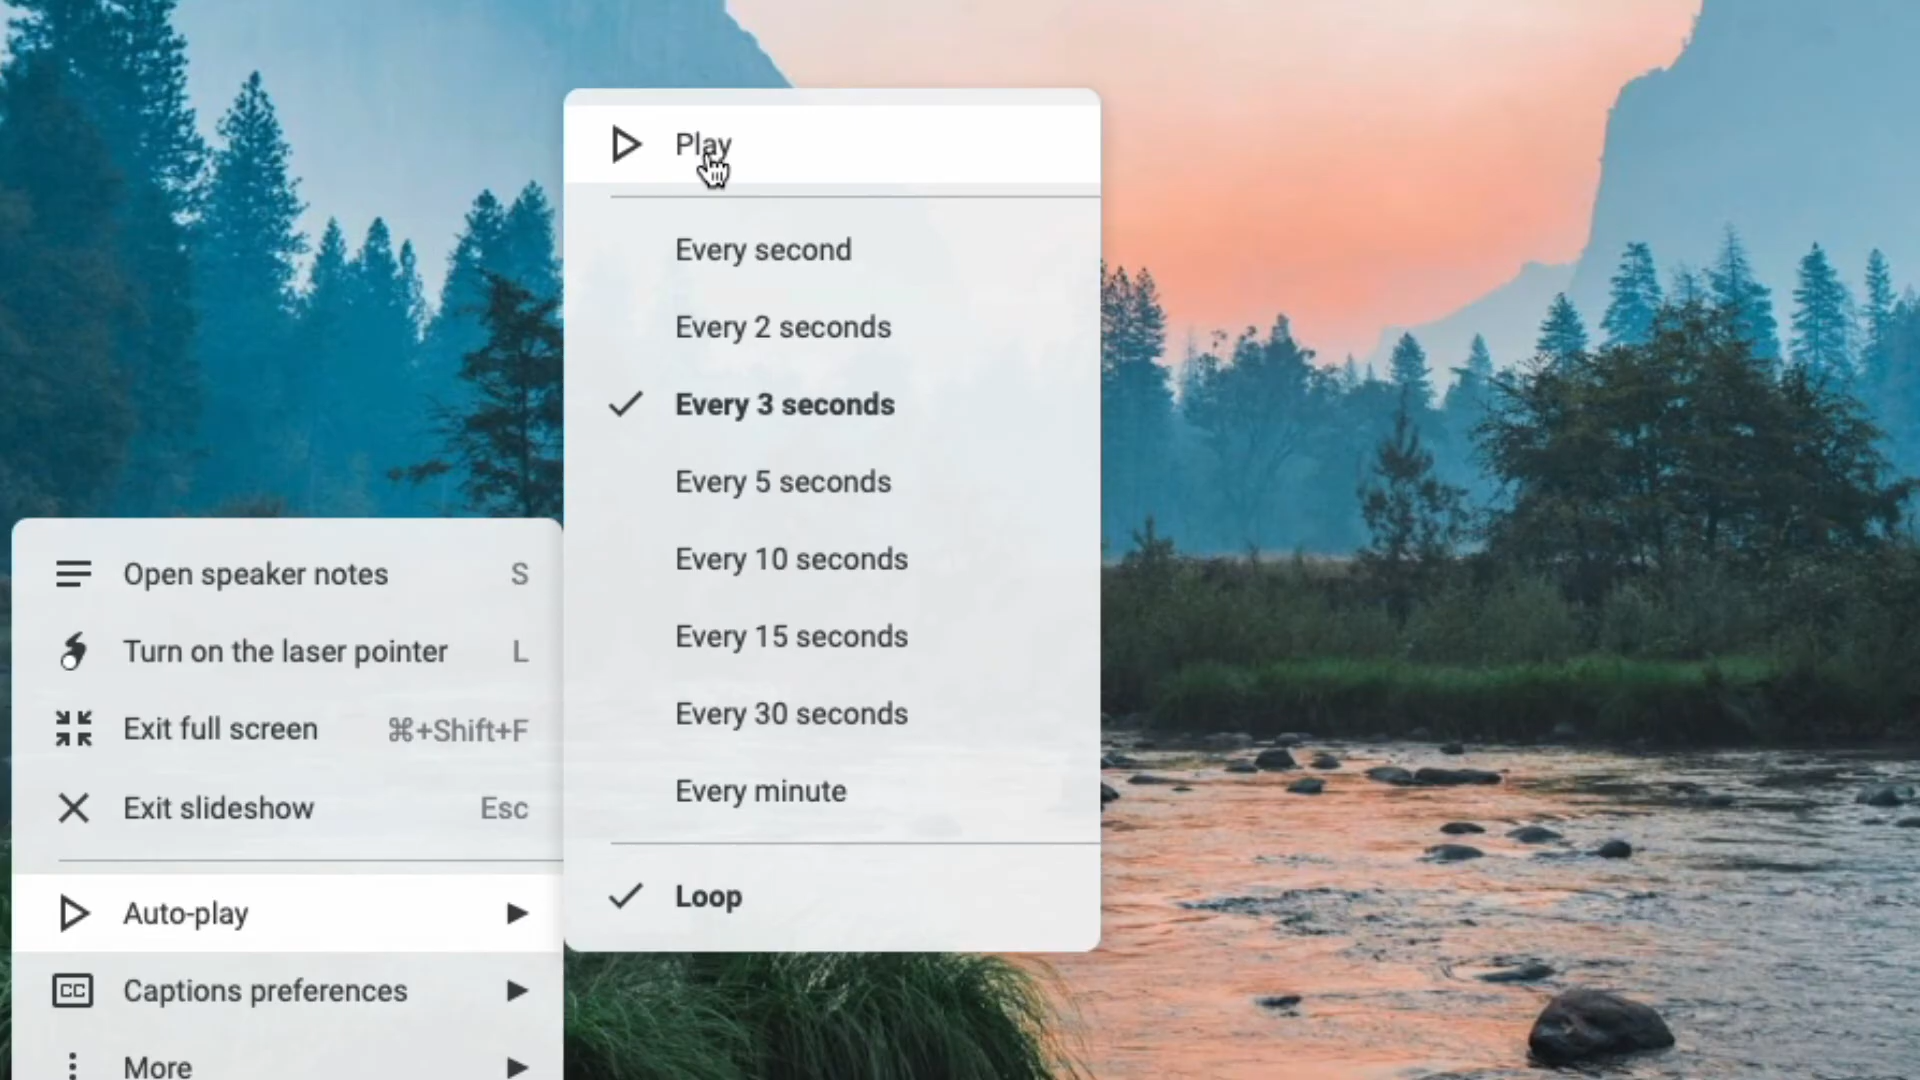 Play
Every second
Every 2 seconds
Every 3 seconds
Every 5 seconds
Every 10 seconds
Every 15 seconds
Every 30 seconds
Every minute
Loop
Open speaker notes S
Turn on the laser pointer L
Exit full screen ⌘+Shift+F
Exit slideshow Esc
Auto-play
CC Captions preferences
More